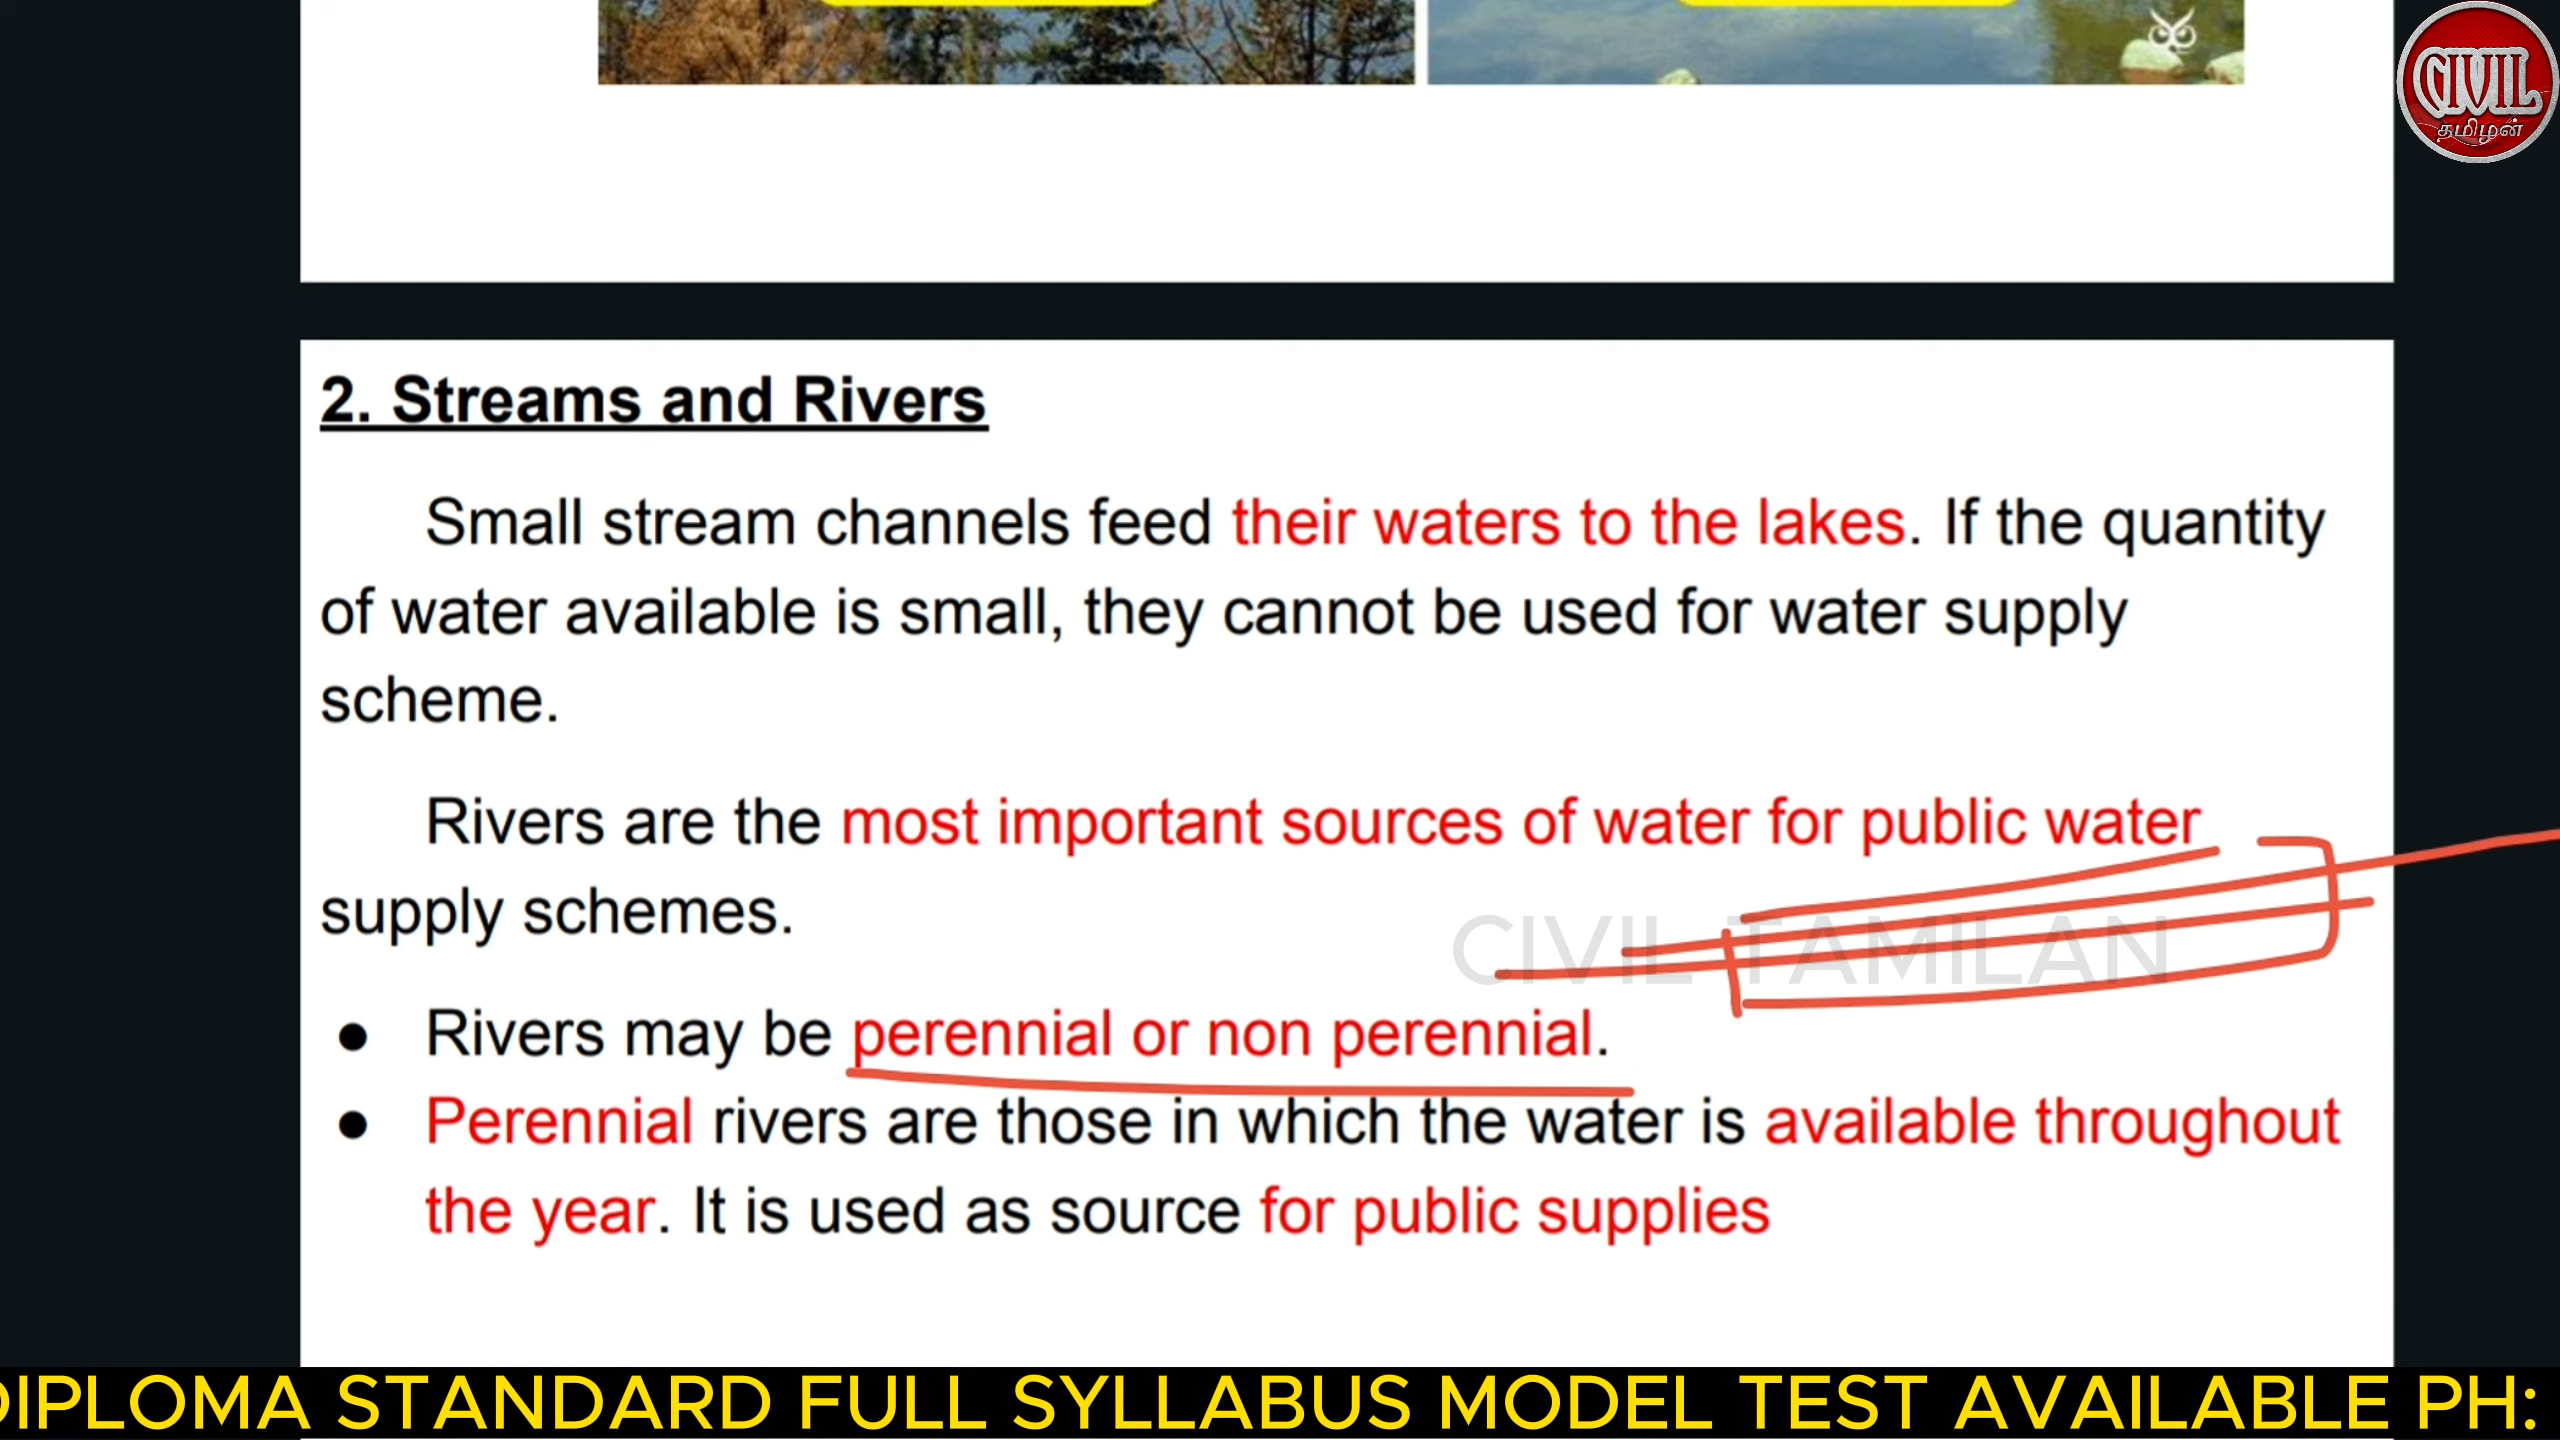 CIVIL
தமிழன்
2. Streams and Rivers
Small stream channels feed their waters to the lakes. If the quantity
of water available is small, they cannot be used for water supply
scheme.
Rivers are the most important sources of water for public water
supply schemes.
CIVIL TAMILAN
● Rivers may be perennial or non perennial.
● Perennial rivers are those in which the water is available throughout
the year. It is used as source for public supplies
DIPLOMA STANDARD FULL SYLLABUS MODEL TEST AVAILABLE PH: